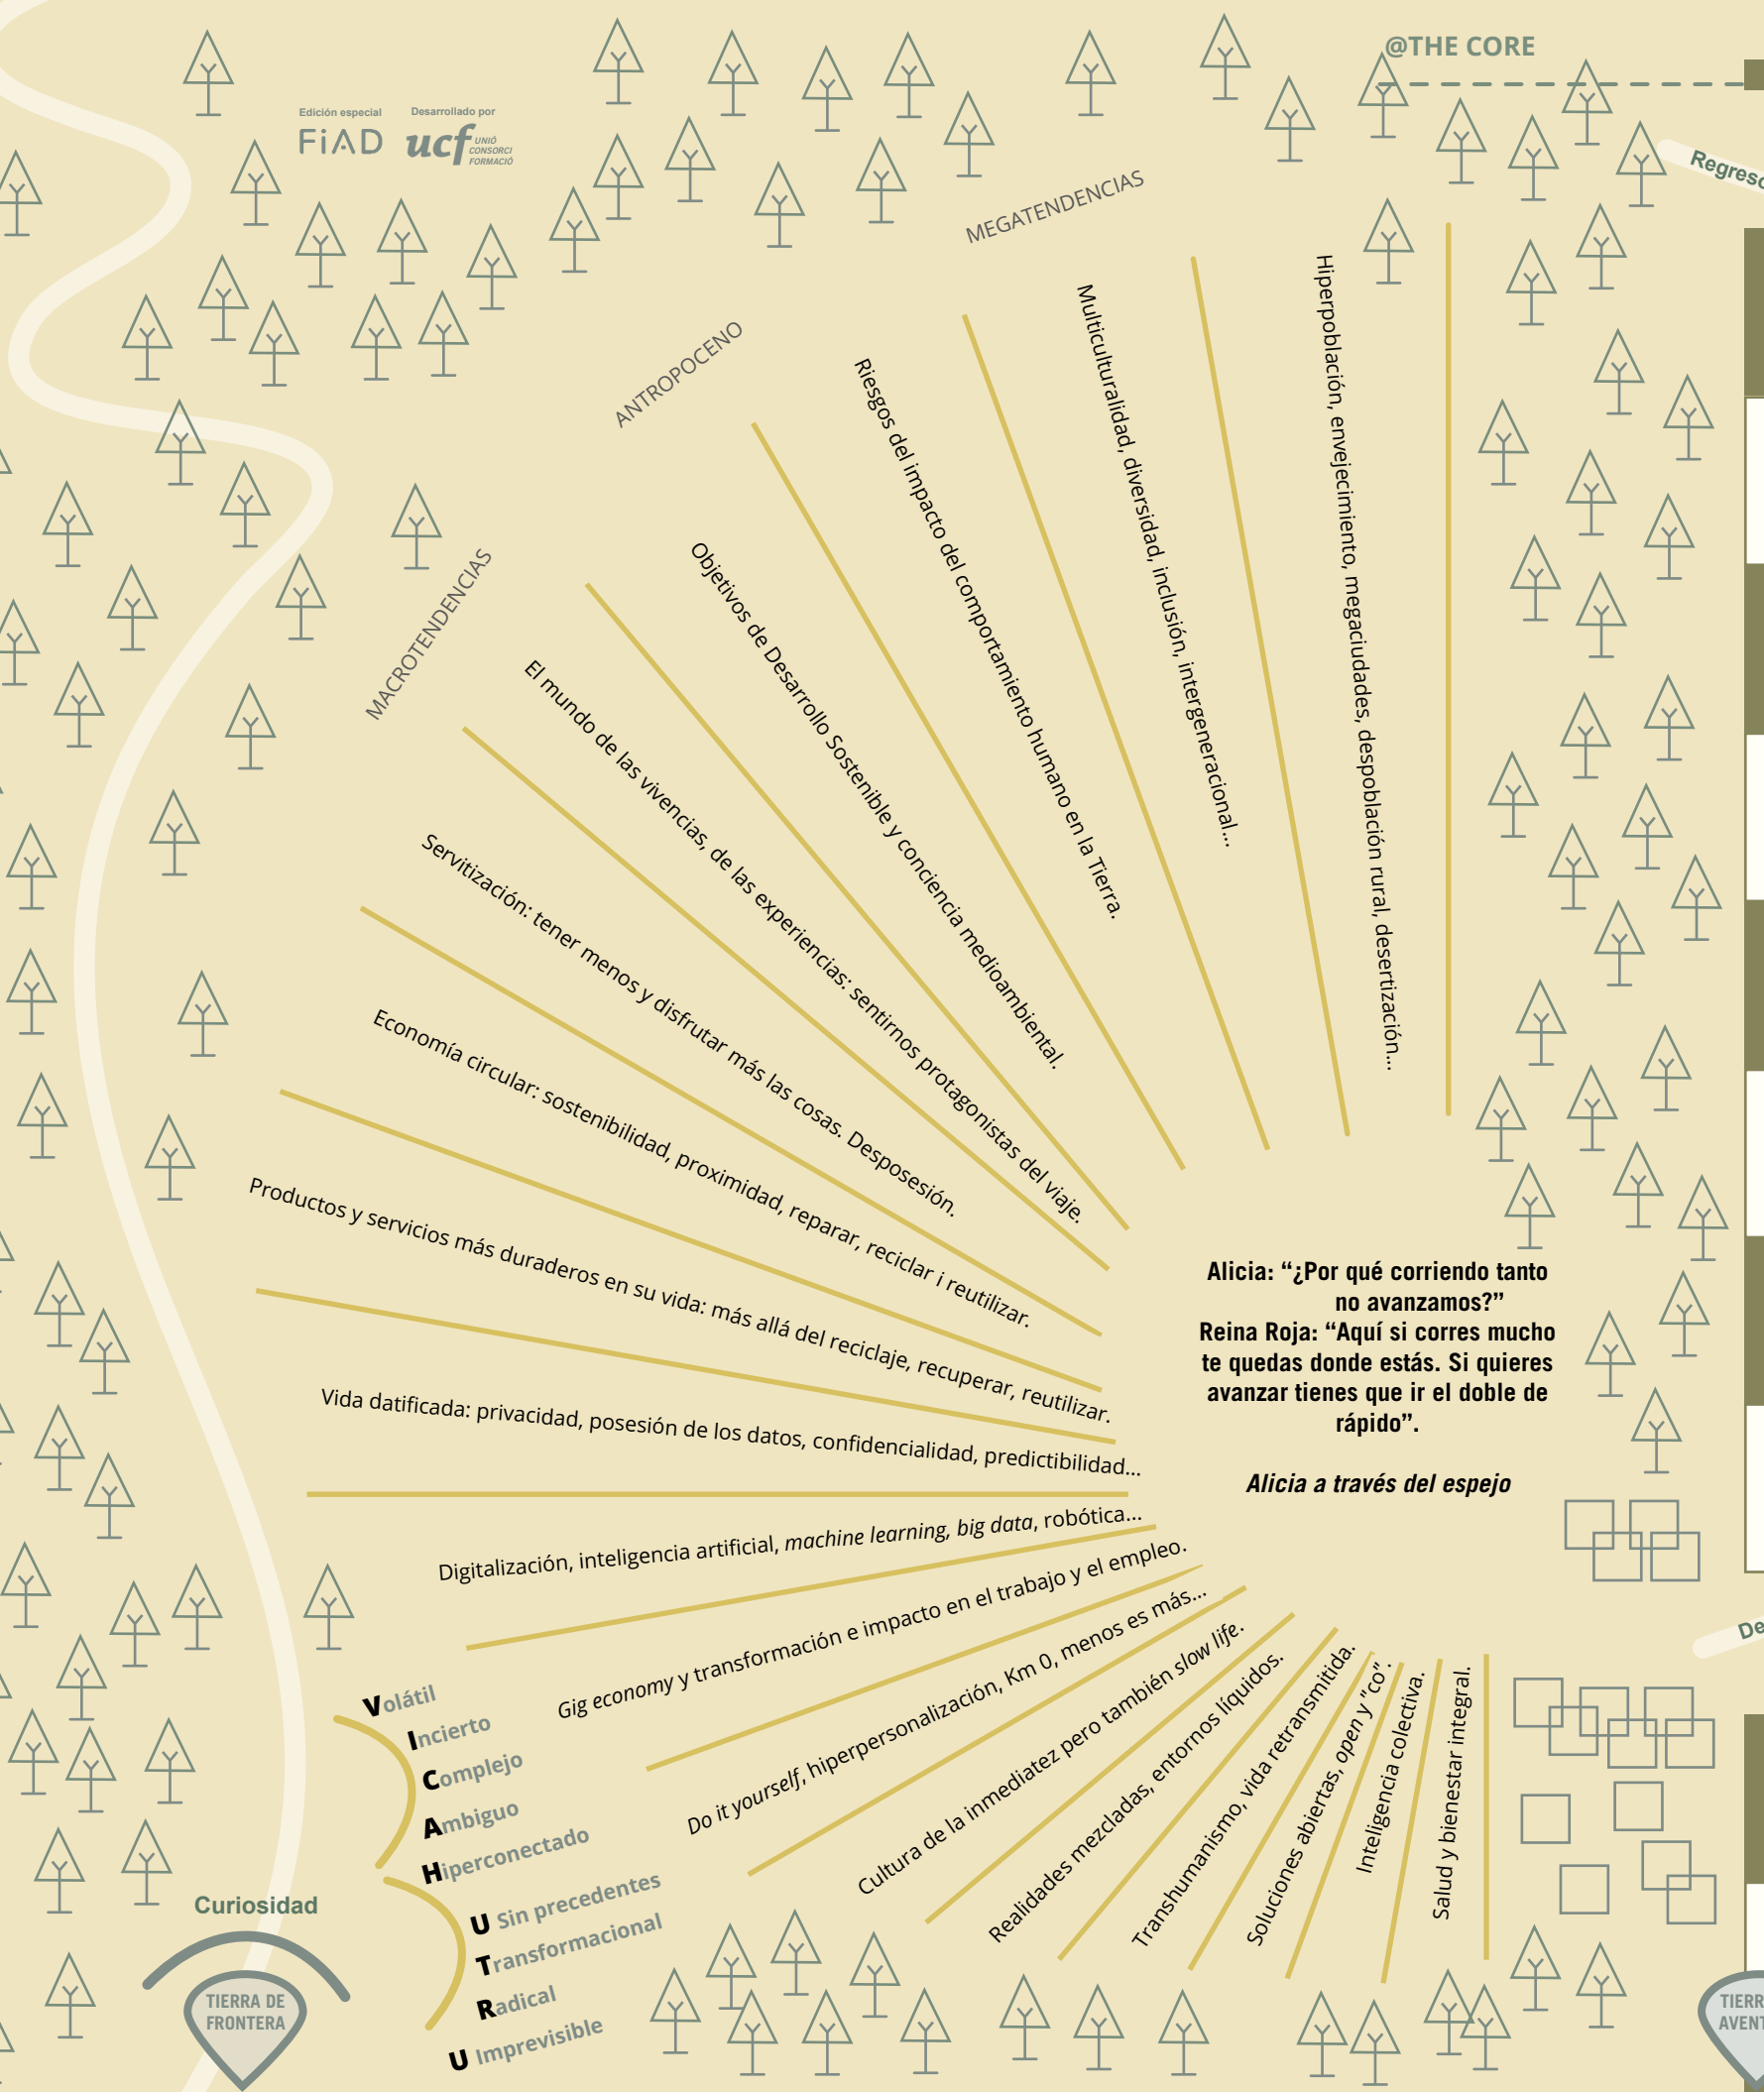 @THE CORE
Edición especial
FiAD
Desarrollado por
ucf UNIÓ
CONSORCI
FORMACIÓ
Regreso
MEGATENDENCIAS
ANTROPOCENO
MACROTENDENCIAS
Hiperpoblación, envejecimiento, megaciudades, despoblación rural, desertización...
Multiculturalidad, diversidad, inclusión, intergeneracional...
Riesgos del impacto del comportamiento humano en la Tierra.
Objetivos de Desarrollo Sostenible y conciencia medioambiental.
El mundo de las vivencias, de las experiencias: sentirnos protagonistas del viaje.
Servitización: tener menos y disfrutar más las cosas. Desposesión.
Economía circular: sostenibilidad, proximidad, reparar, reciclar i reutilizar.
Productos y servicios más duraderos en su vida: más allá del reciclaje, recuperar, reutilizar.
Vida datificada: privacidad, posesión de los datos, confidencialidad, predictibilidad...
Digitalización, inteligencia artificial, machine learning, big data, robótica...
Gig economy y transformación e impacto en el trabajo y el empleo.
Do it yourself, hiperpersonalización, Km 0, menos es más...
Cultura de la inmediatez pero también slow life.
Realidades mezcladas, entornos líquidos.
Transhumanismo, vida retransmitida.
Soluciones abiertas, open y "co".
Inteligencia colectiva.
Salud y bienestar integral.
Alicia: “¿Por qué corriendo tanto
no avanzamos?”
Reina Roja: “Aquí si corres mucho
te quedas donde estás. Si quieres
avanzar tienes que ir el doble de
rápido”.
Alicia a través del espejo
De
Volátil
Incierto
Complejo
Ambiguo
Hiperconectado
U Sin precedentes
Transformacional
Radical
U Imprevisible
Curiosidad
TIERRA DE
FRONTERA
TIERR
AVENT